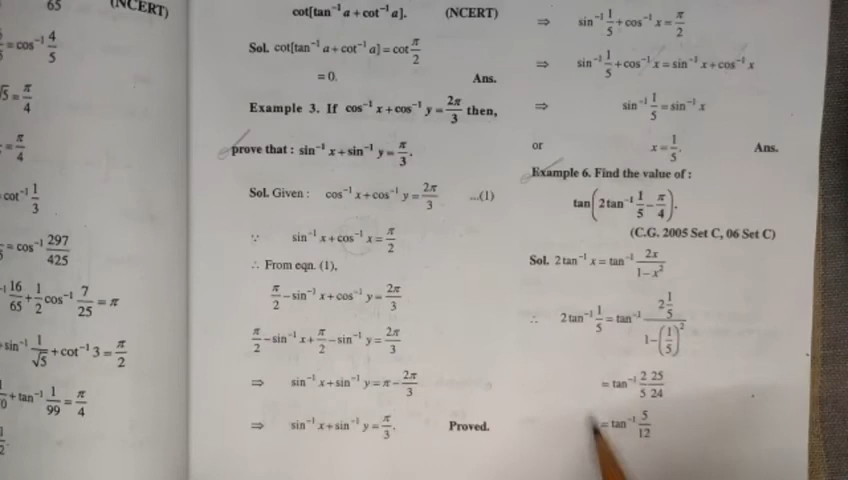 65
(NCERT)
= cos⁻¹ 4/5
√5 = π/4
= π/4
cot⁻¹ 1/3
= cos⁻¹ 297/425
16/65 + 1/2 cos⁻¹ 7/25 = π
sin⁻¹ 1/√5 + cot⁻¹ 3 = π/2
+ tan⁻¹ 1/99 = π/4
cot[tan⁻¹ a + cot⁻¹ a]. (NCERT)
Sol. cot[tan⁻¹ a + cot⁻¹ a] = cot π/2
= 0. Ans.
Example 3. If cos⁻¹ x + cos⁻¹ y = 2π/3 then,
prove that : sin⁻¹ x + sin⁻¹ y = π/3.
Sol. Given : cos⁻¹ x + cos⁻¹ y = 2π/3 ...(1)
∵ sin⁻¹ x + cos⁻¹ x = π/2
∴ From eqn. (1),
π/2 − sin⁻¹ x + cos⁻¹ y = 2π/3
π/2 − sin⁻¹ x + π/2 − sin⁻¹ y = 2π/3
⇒ sin⁻¹ x + sin⁻¹ y = π − 2π/3
⇒ sin⁻¹ x + sin⁻¹ y = π/3. Proved.
⇒ sin⁻¹ 1/5 + cos⁻¹ x = π/2
⇒ sin⁻¹ 1/5 + cos⁻¹ x = sin⁻¹ x + cos⁻¹ x
⇒ sin⁻¹ 1/5 = sin⁻¹ x
or x = 1/5. Ans.
Example 6. Find the value of :
tan(2 tan⁻¹ 1/5 − π/4).
(C.G. 2005 Set C, 06 Set C)
Sol. 2 tan⁻¹ x = tan⁻¹ 2x/1−x²
∴ 2 tan⁻¹ 1/5 = tan⁻¹ 2 1/5 / 1−(1/5)²
= tan⁻¹ 2/5 25/24
= tan⁻¹ 5/12